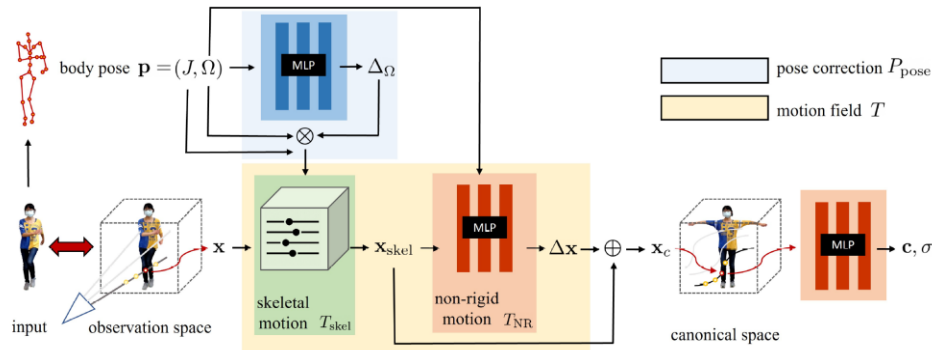 body pose p = (J, Ω)
MLP
Δ_Ω
⊗
pose correction P_pose
motion field T
x
x_skel
MLP
Δx
⊕
x_c
MLP
c, σ
skeletal
motion T_skel
non-rigid
motion T_NR
input
observation space
canonical space